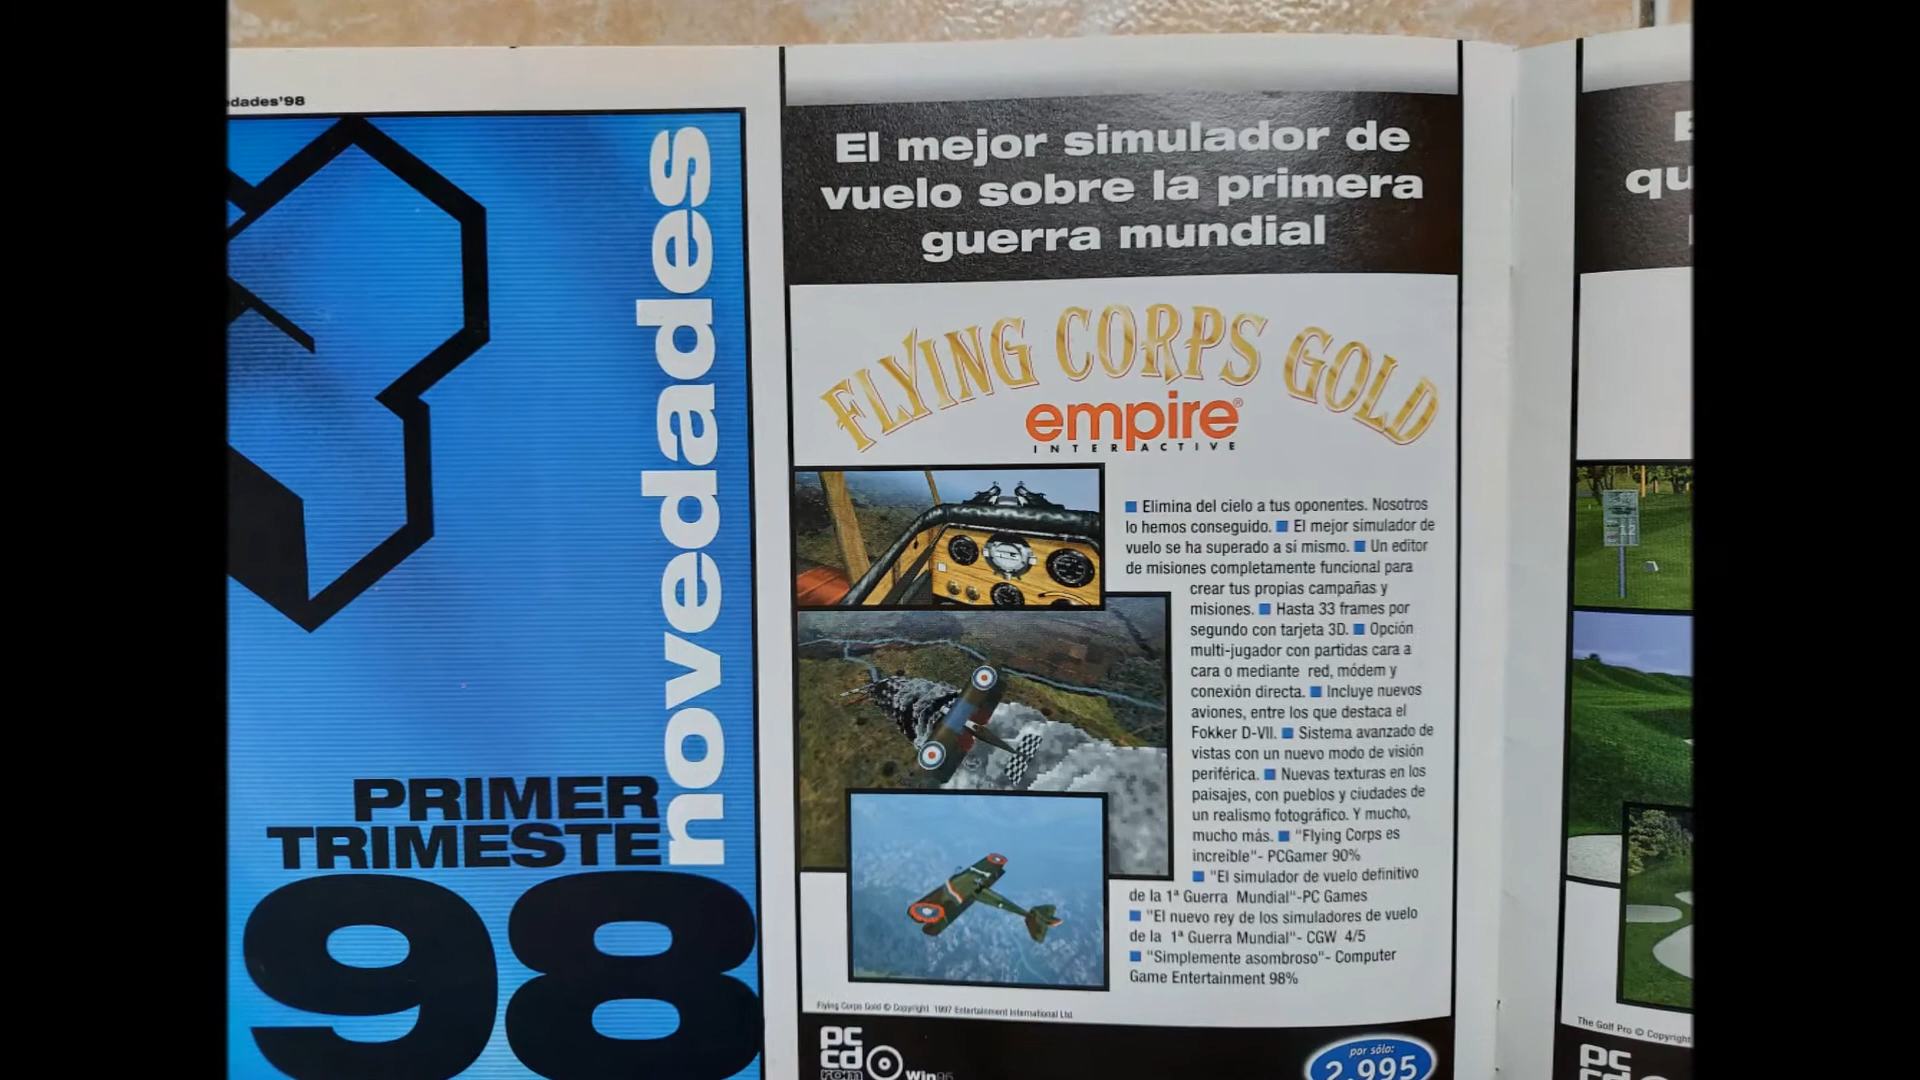 edades'98
novedades
PRIMER
TRIMESTE
98
El mejor simulador de
vuelo sobre la primera
guerra mundial
FLYING CORPS GOLD
empire®
INTERACTIVE
■ Elimina del cielo a tus oponentes. Nosotros
lo hemos conseguido. ■ El mejor simulador de
vuelo se ha superado a sí mismo. ■ Un editor
de misiones completamente funcional para
crear tus propias campañas y
misiones. ■ Hasta 33 frames por
segundo con tarjeta 3D. ■ Opción
multi-jugador con partidas cara a
cara o mediante red, módem y
conexión directa. ■ Incluye nuevos
aviones, entre los que destaca el
Fokker D-VII. ■ Sistema avanzado de
vistas con un nuevo modo de visión
periférica. ■ Nuevas texturas en los
paisajes, con pueblos y ciudades de
un realismo fotográfico. Y mucho,
mucho más. ■ "Flying Corps es
increíble"- PCGamer 90%
■ "El simulador de vuelo definitivo
de la 1ª Guerra Mundial"-PC Games
■ "El nuevo rey de los simuladores de vuelo
de la 1ª Guerra Mundial"- CGW 4/5
■ "Simplemente asombroso"- Computer
Game Entertainment 98%
Flying Corps Gold © Copyright 1997 Entertainment International Ltd.
PC
CD
rom
Win95
por sólo:
2.995
qu
12
The Golf Pro © Copyright
PC